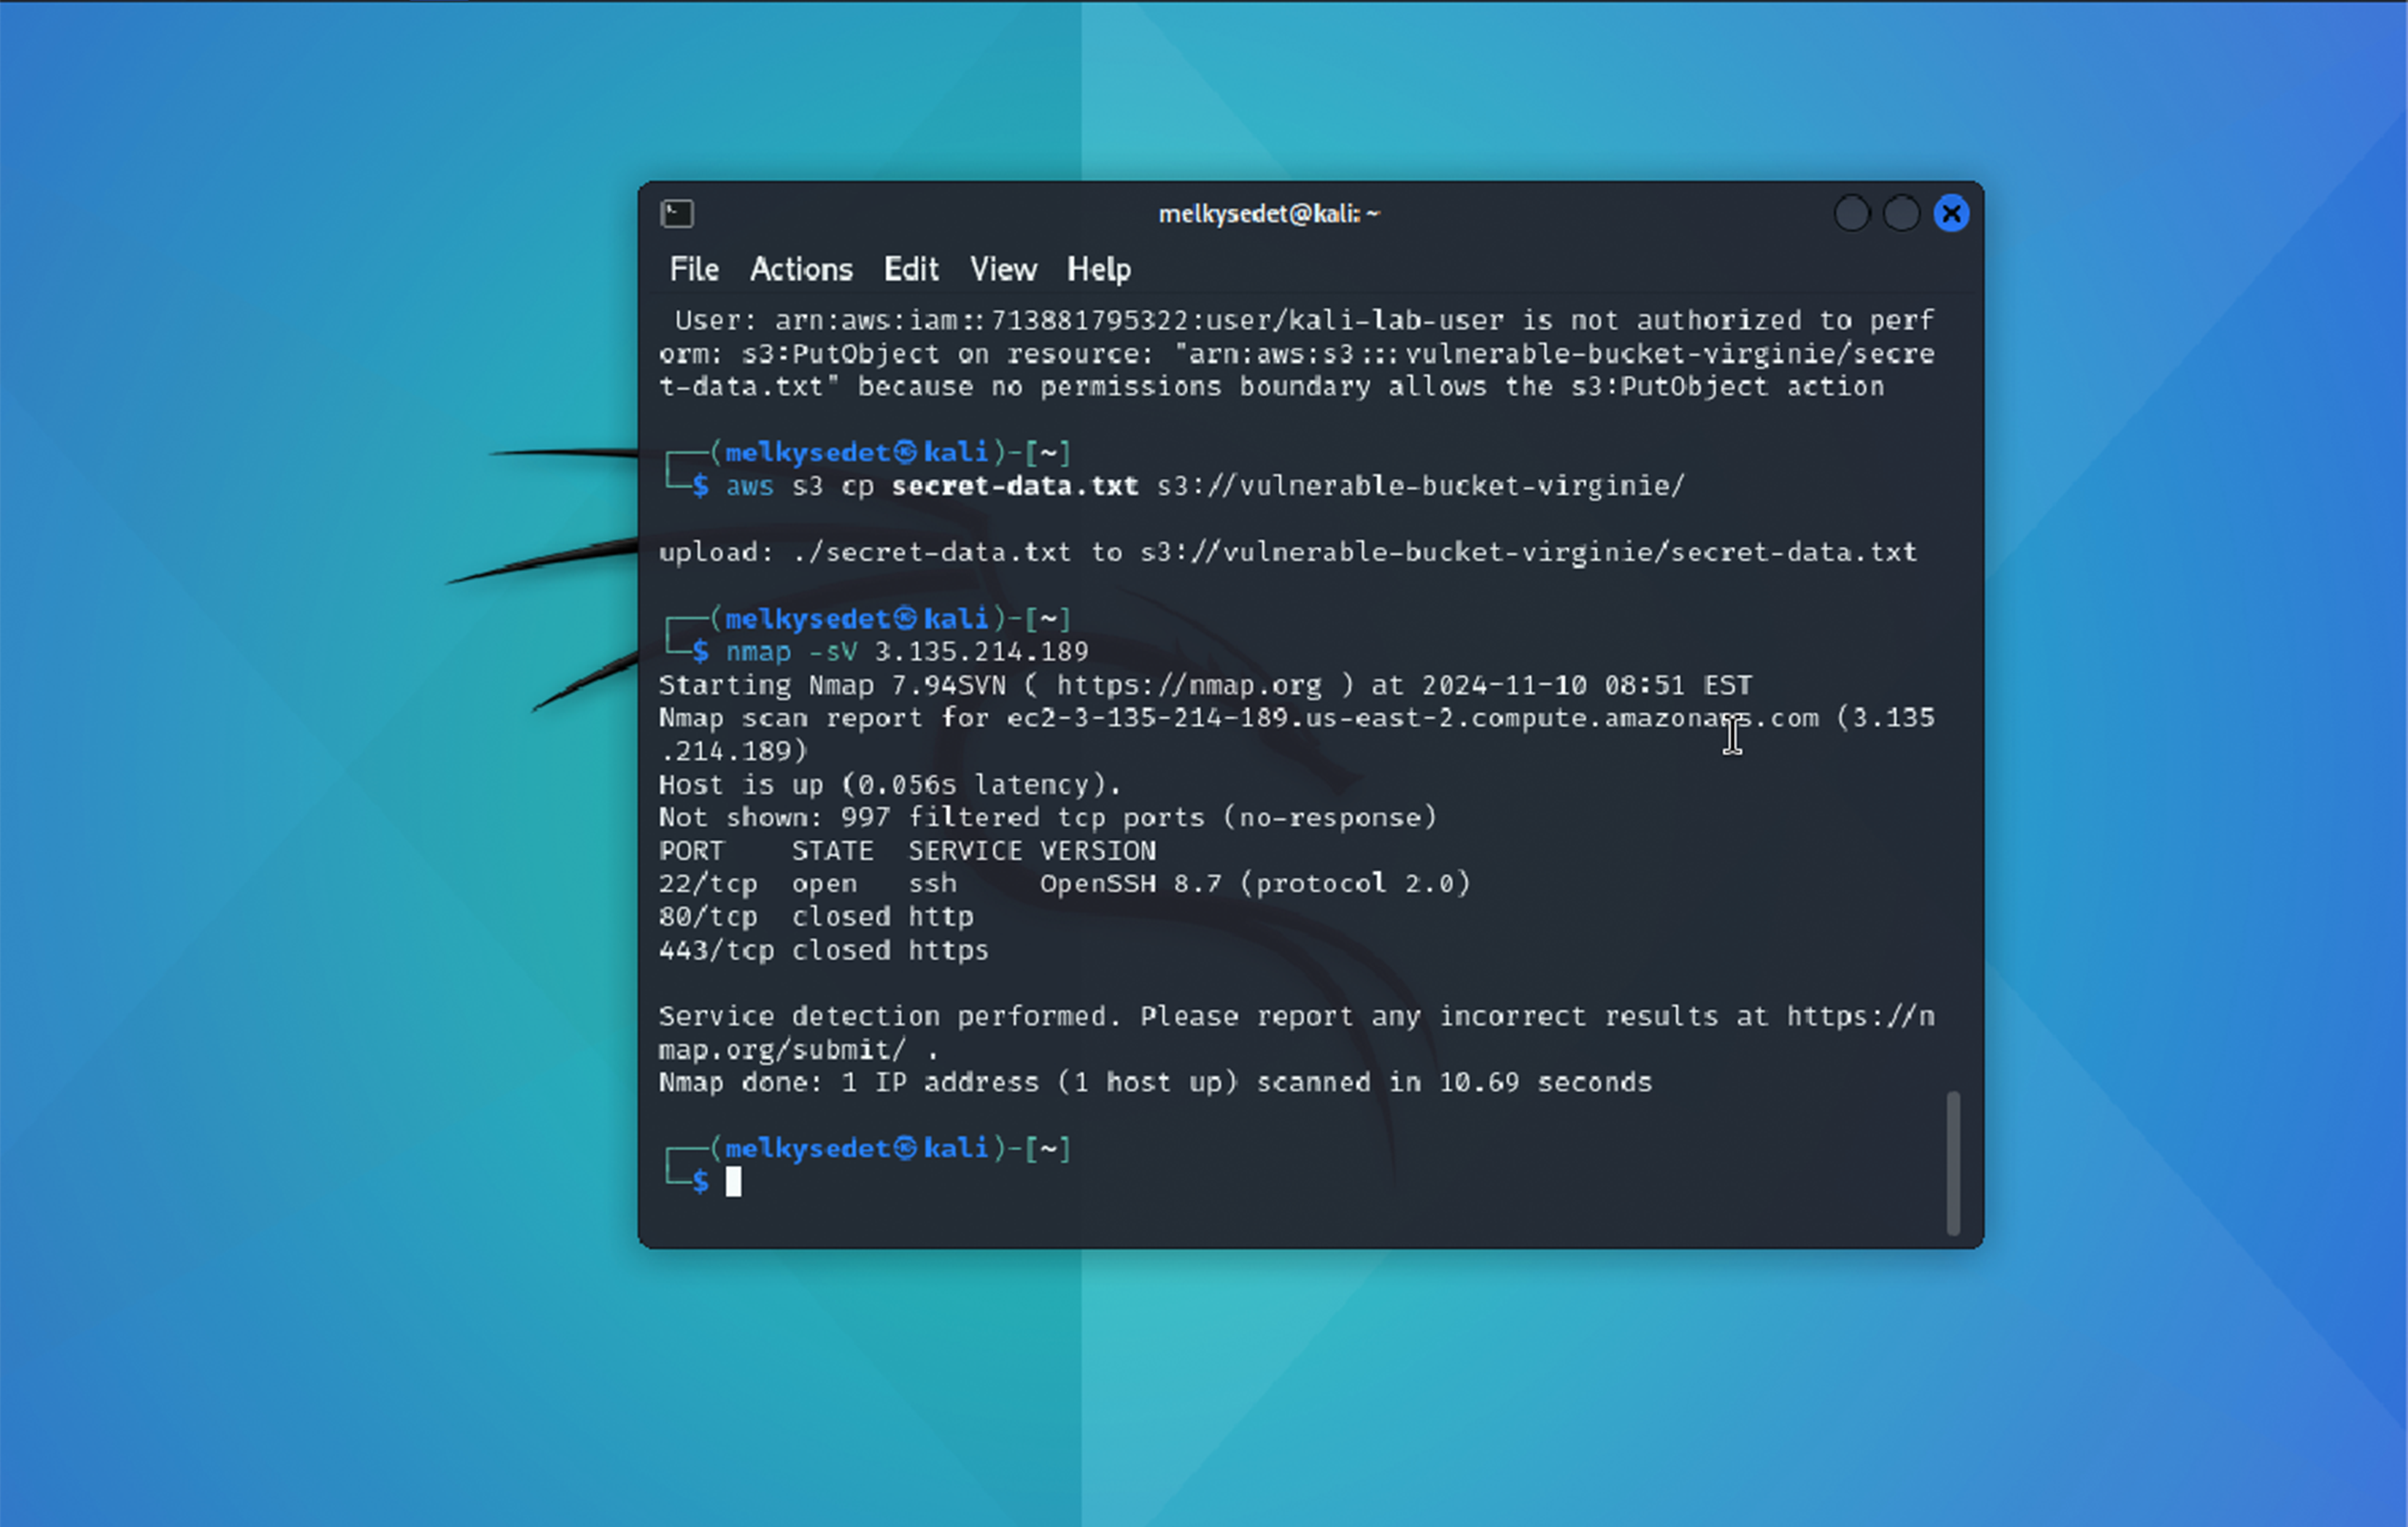 melkysedet@kali: ~
File Actions Edit View Help
User: arn:aws:iam::713881795322:user/kali-lab-user is not authorized to perf
orm: s3:PutObject on resource: "arn:aws:s3:::vulnerable-bucket-virginie/secre
t-data.txt" because no permissions boundary allows the s3:PutObject action
┌──(melkysedet㉿kali)-[~]
└─$ aws s3 cp secret-data.txt s3://vulnerable-bucket-virginie/
upload: ./secret-data.txt to s3://vulnerable-bucket-virginie/secret-data.txt
┌──(melkysedet㉿kali)-[~]
└─$ nmap -sV 3.135.214.189
Starting Nmap 7.94SVN ( https://nmap.org ) at 2024-11-10 08:51 EST
Nmap scan report for ec2-3-135-214-189.us-east-2.compute.amazonaws.com (3.135
.214.189)
Host is up (0.056s latency).
Not shown: 997 filtered tcp ports (no-response)
PORT    STATE  SERVICE VERSION
22/tcp  open   ssh     OpenSSH 8.7 (protocol 2.0)
80/tcp  closed http
443/tcp closed https
Service detection performed. Please report any incorrect results at https://n
map.org/submit/ .
Nmap done: 1 IP address (1 host up) scanned in 10.69 seconds
┌──(melkysedet㉿kali)-[~]
└─$